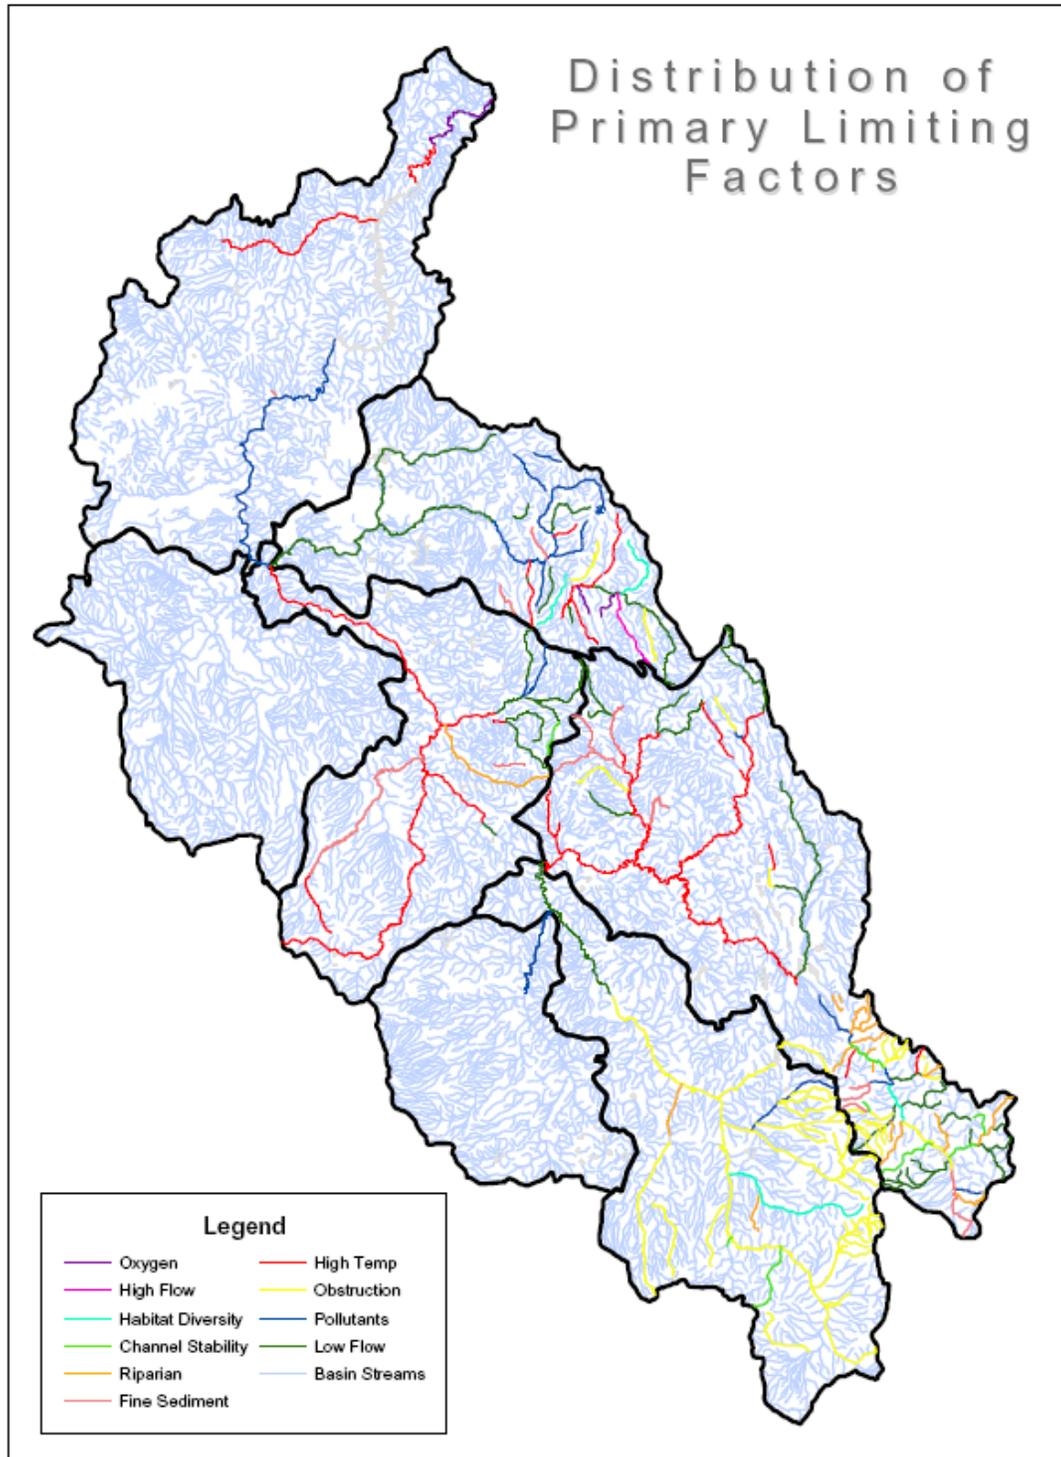 Distribution of
Primary Limiting
Factors
Legend
Oxygen
High Flow
Habitat Diversity
Channel Stability
Riparian
Fine Sediment
High Temp
Obstruction
Pollutants
Low Flow
Basin Streams